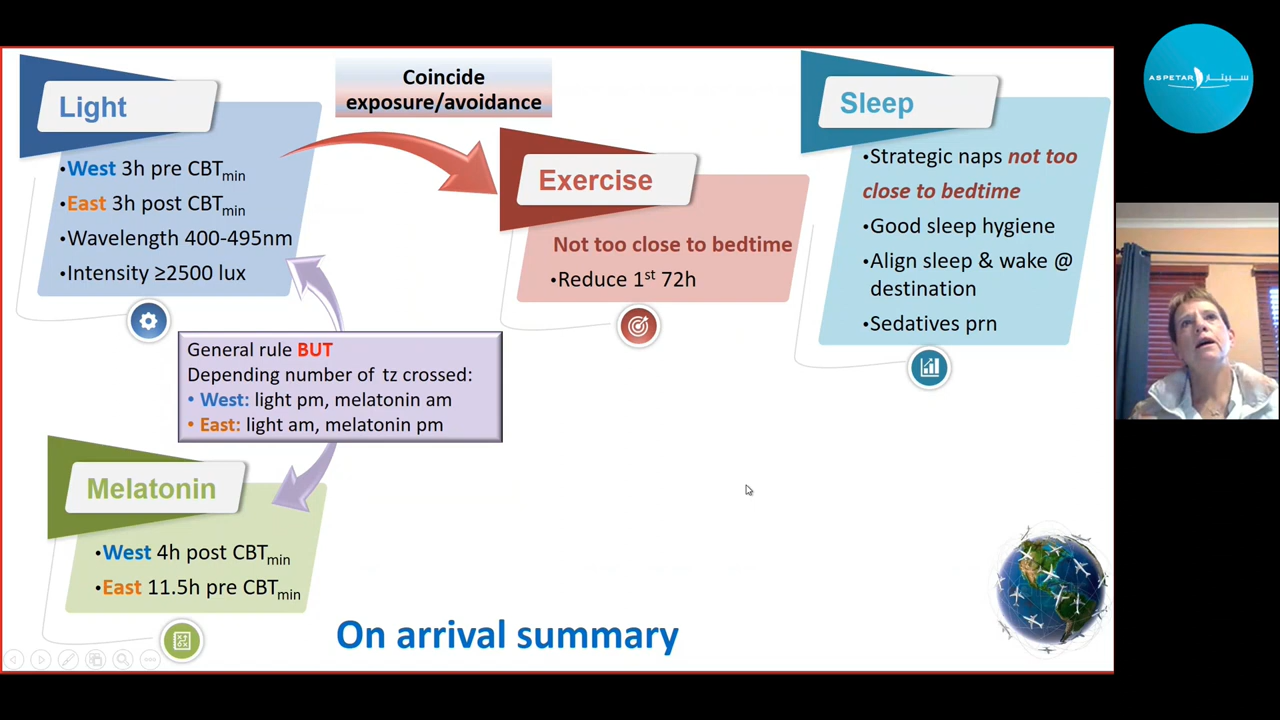 Light
•West 3h pre CBTmin
•East 3h post CBTmin
•Wavelength 400-495nm
•Intensity ≥2500 lux
Coincide
exposure/avoidance
Exercise
Not too close to bedtime
•Reduce 1st 72h
Sleep
•Strategic naps not too
close to bedtime
•Good sleep hygiene
•Align sleep & wake @
destination
•Sedatives prn
General rule BUT
Depending number of tz crossed:
• West: light pm, melatonin am
• East: light am, melatonin pm
Melatonin
•West 4h post CBTmin
•East 11.5h pre CBTmin
On arrival summary
ASPETAR سبيتار